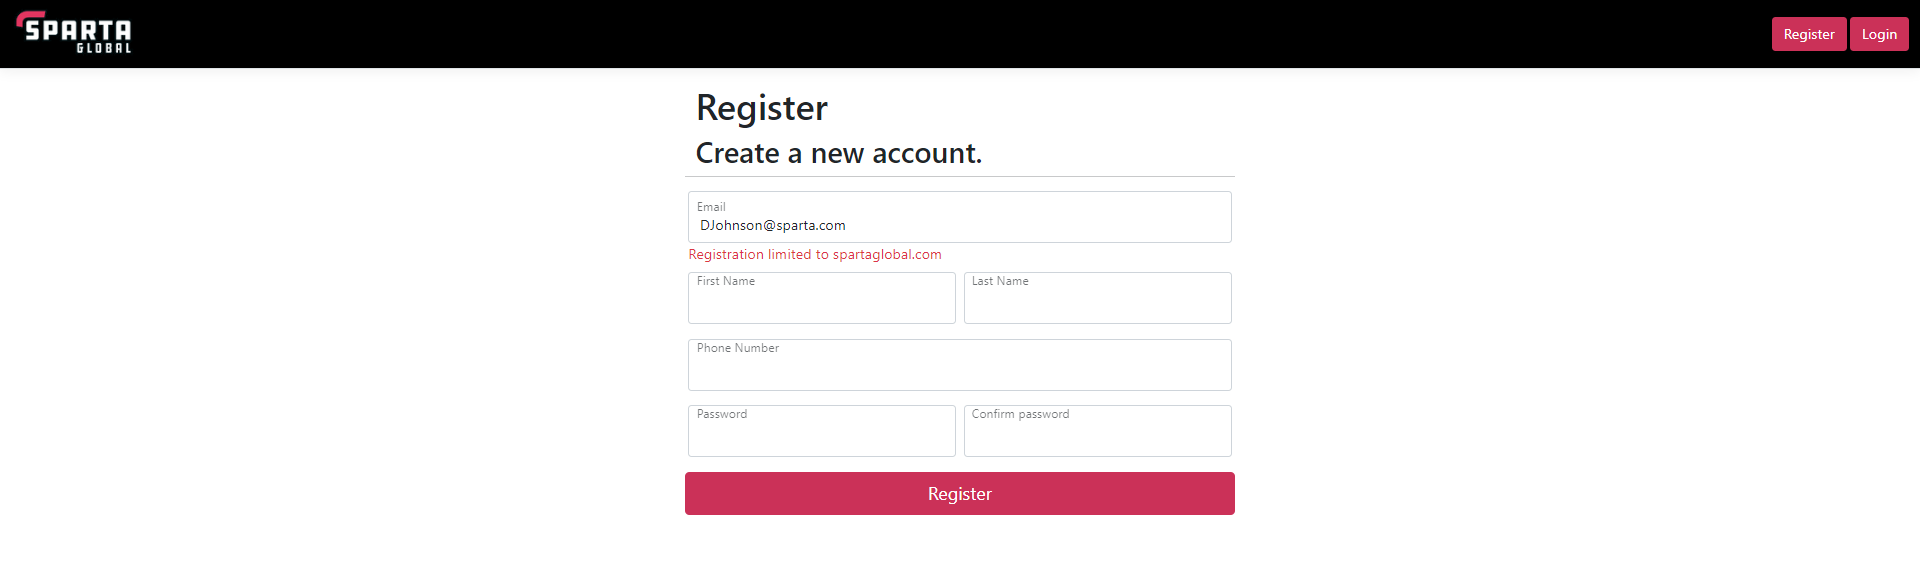 SPARTA
GLOBAL
Register
Login
Register
Create a new account.
Email
DJohnson@sparta.com
Registration limited to spartaglobal.com
First Name
Last Name
Phone Number
Password
Confirm password
Register